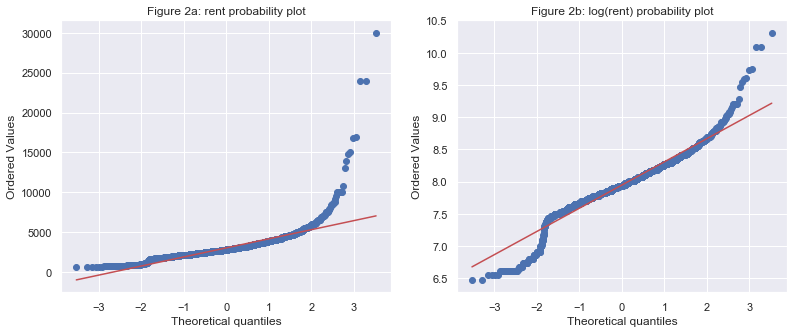 Figure 2a: rent probability plot
Figure 2b: log(rent) probability plot
Ordered Values
30000
25000
20000
15000
10000
5000
0
−3 −2 −1 0 1 2 3
Theoretical quantiles
Ordered Values
10.5
10.0
9.5
9.0
8.5
8.0
7.5
7.0
6.5
−3 −2 −1 0 1 2 3
Theoretical quantiles